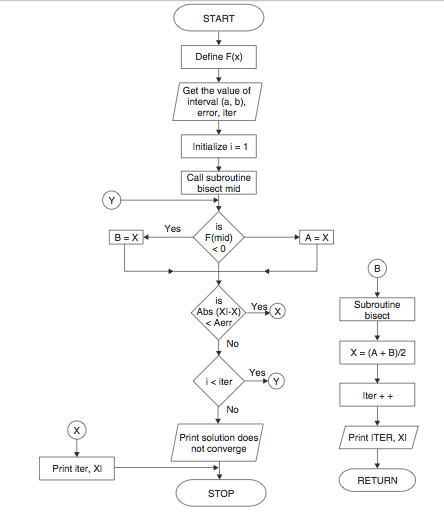 START
Define F(x)
Get the value of
interval (a, b),
error, iter
Initialize i = 1
Call subroutine
bisect mid
Y
is
F(mid)
< 0
Yes
B = X
A = X
is
Abs (XI-X)
< Aerr
Yes
X
No
i < iter
Yes
Y
No
Print solution does
not converge
X
Print iter, XI
STOP
B
Subroutine
bisect
X = (A + B)/2
Iter + +
Print ITER, XI
RETURN